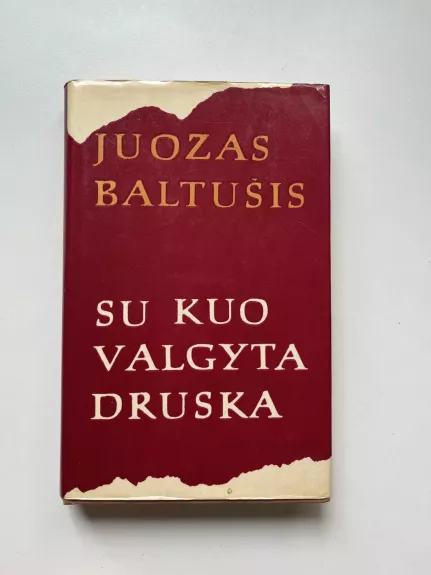 JUOZAS
BALTUŠIS
SU KUO
VALGYTA
DRUSKA